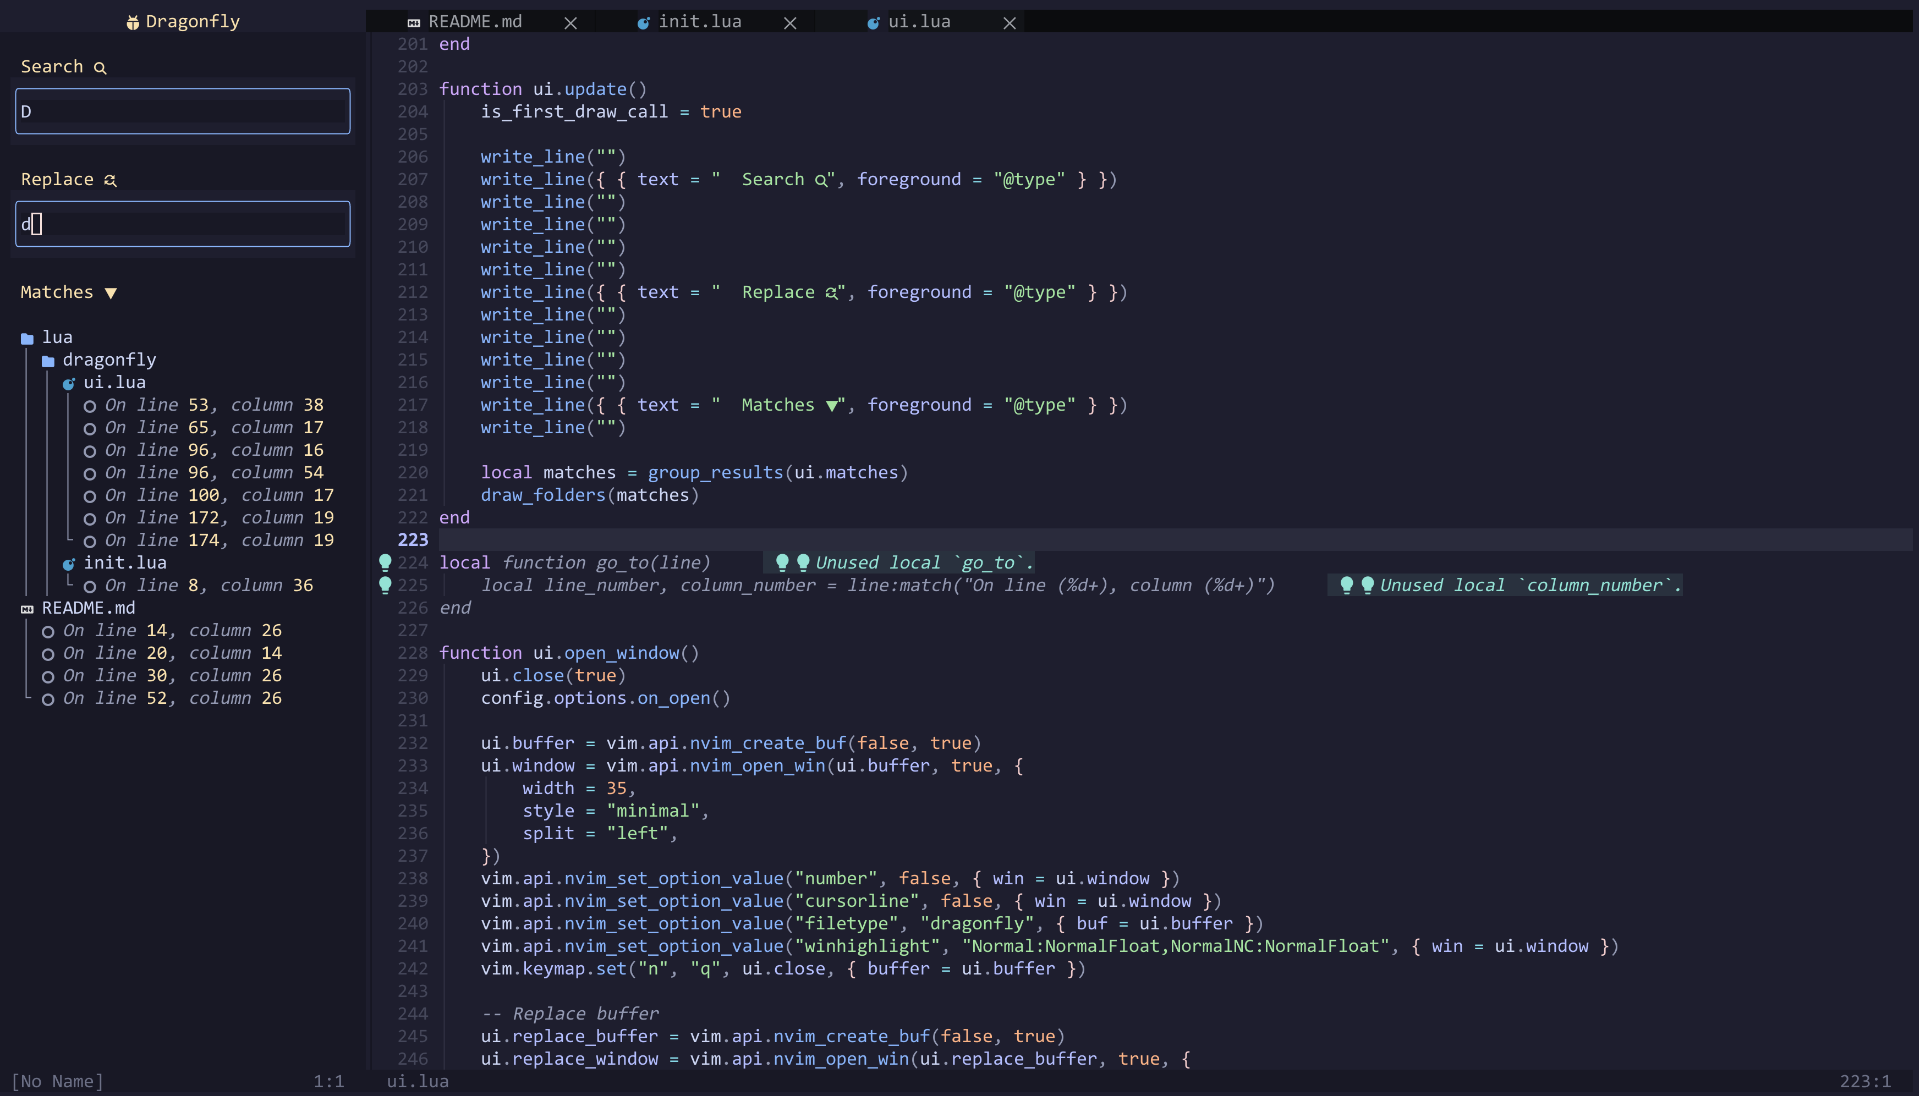 Dragonfly
Search
D
Replace
d
Matches ▼
lua
dragonfly
ui.lua
On line 53, column 38
On line 65, column 17
On line 96, column 16
On line 96, column 54
On line 100, column 17
On line 172, column 19
On line 174, column 19
init.lua
On line 8, column 36
README.md
On line 14, column 26
On line 20, column 14
On line 30, column 26
On line 52, column 26
[No Name] 1:1
README.md init.lua ui.lua
201 end
202
203 function ui.update()
204 is_first_draw_call = true
205
206 write_line("")
207 write_line({ { text = "  Search ", foreground = "@type" } })
208 write_line("")
209 write_line("")
210 write_line("")
211 write_line("")
212 write_line({ { text = "  Replace ", foreground = "@type" } })
213 write_line("")
214 write_line("")
215 write_line("")
216 write_line("")
217 write_line({ { text = "  Matches ▼", foreground = "@type" } })
218 write_line("")
219
220 local matches = group_results(ui.matches)
221 draw_folders(matches)
222 end
223
224 local function go_to(line) Unused local `go_to`.
225 local line_number, column_number = line:match("On line (%d+), column (%d+)") Unused local `column_number`.
226 end
227
228 function ui.open_window()
229 ui.close(true)
230 config.options.on_open()
231
232 ui.buffer = vim.api.nvim_create_buf(false, true)
233 ui.window = vim.api.nvim_open_win(ui.buffer, true, {
234 width = 35,
235 style = "minimal",
236 split = "left",
237 })
238 vim.api.nvim_set_option_value("number", false, { win = ui.window })
239 vim.api.nvim_set_option_value("cursorline", false, { win = ui.window })
240 vim.api.nvim_set_option_value("filetype", "dragonfly", { buf = ui.buffer })
241 vim.api.nvim_set_option_value("winhighlight", "Normal:NormalFloat,NormalNC:NormalFloat", { win = ui.window })
242 vim.keymap.set("n", "q", ui.close, { buffer = ui.buffer })
243
244 -- Replace buffer
245 ui.replace_buffer = vim.api.nvim_create_buf(false, true)
246 ui.replace_window = vim.api.nvim_open_win(ui.replace_buffer, true, {
ui.lua 223:1